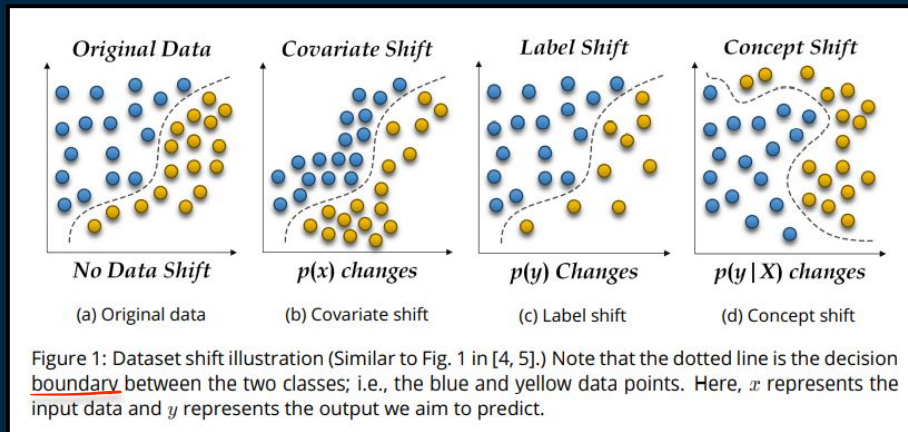 Original Data
Covariate Shift
Label Shift
Concept Shift
No Data Shift
p(x) changes
p(y) Changes
p(y|X) changes
(a) Original data
(b) Covariate shift
(c) Label shift
(d) Concept shift
Figure 1: Dataset shift illustration (Similar to Fig. 1 in [4, 5].) Note that the dotted line is the decision
boundary between the two classes; i.e., the blue and yellow data points. Here, x represents the
input data and y represents the output we aim to predict.